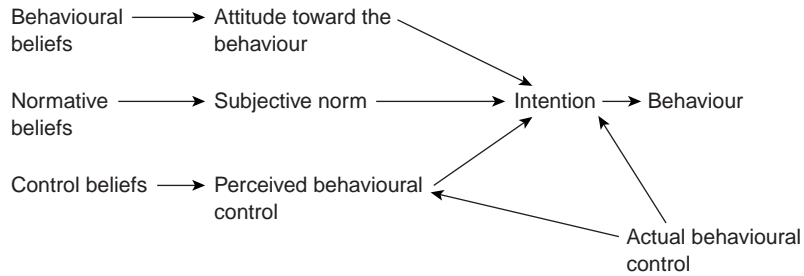 Behavioural
beliefs
Attitude toward the
behaviour
Normative
beliefs
Subjective norm
Intention
Behaviour
Control beliefs
Perceived behavioural
control
Actual behavioural
control